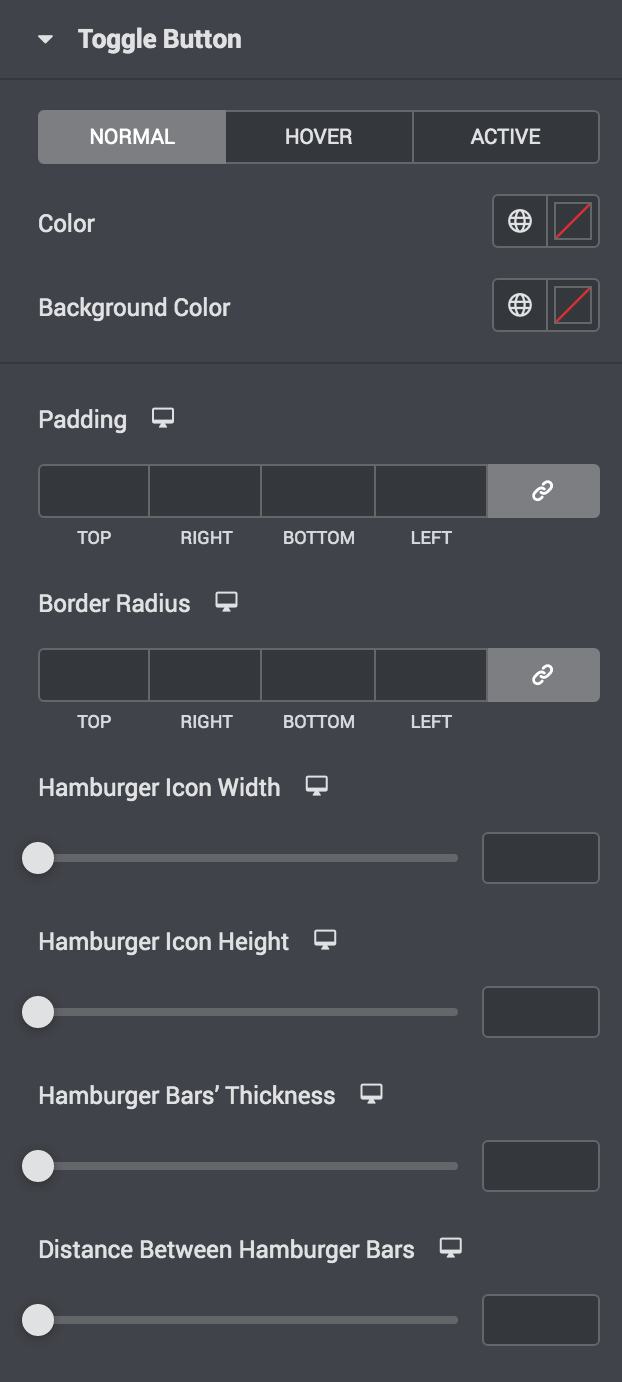 Toggle Button
NORMAL HOVER ACTIVE
Color
Background Color
Padding
TOP RIGHT BOTTOM LEFT
Border Radius
TOP RIGHT BOTTOM LEFT
Hamburger Icon Width
Hamburger Icon Height
Hamburger Bars’ Thickness
Distance Between Hamburger Bars